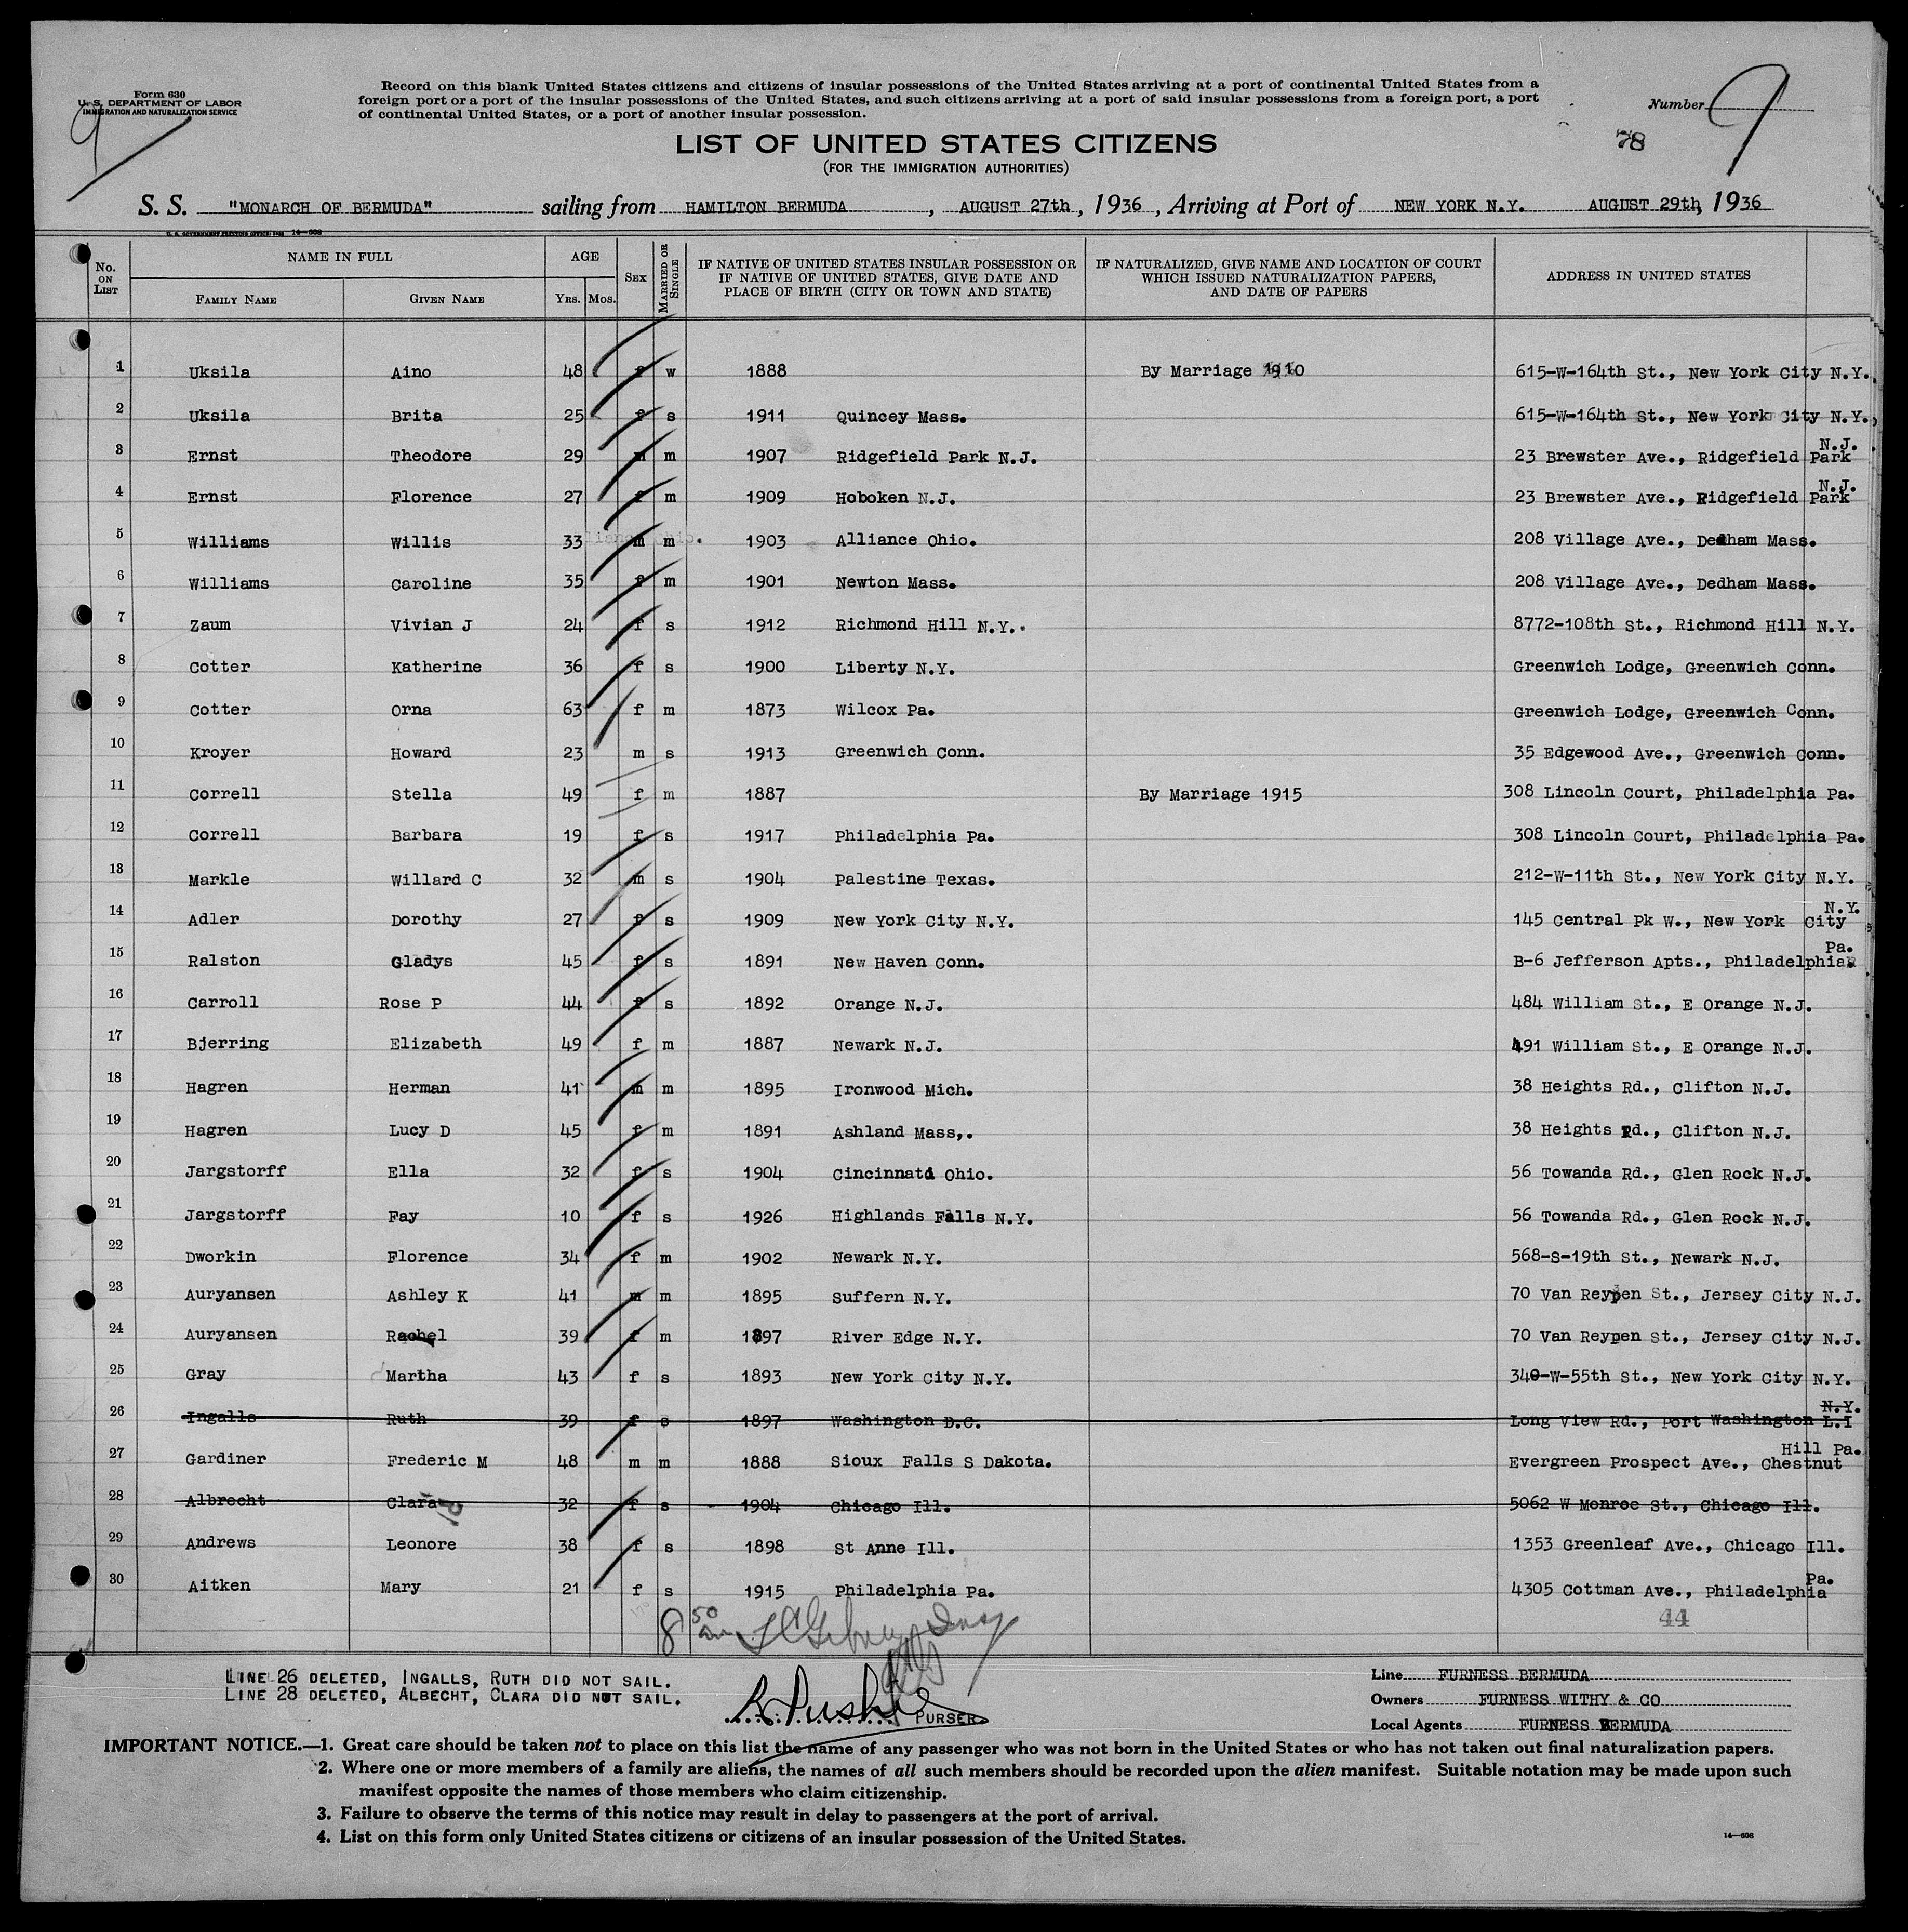 Form 630
U. S. DEPARTMENT OF LABOR
IMMIGRATION AND NATURALIZATION SERVICE
9
Record on this blank United States citizens and citizens of insular possessions of the United States arriving at a port of continental United States from a
foreign port or a port of the insular possessions of the United States, and such citizens arriving at a port of said insular possessions from a foreign port, a port
of continental United States, or a port of another insular possession.
Number 9
78
LIST OF UNITED STATES CITIZENS
(FOR THE IMMIGRATION AUTHORITIES)
S. S. "MONARCH OF BERMUDA" sailing from HAMILTON BERMUDA, AUGUST 27th, 1936, Arriving at Port of NEW YORK N.Y. AUGUST 29th, 1936
No. ON LIST
NAME IN FULL
FAMILY NAME GIVEN NAME
AGE
YRS. MOS.
SEX
MARRIED OR SINGLE
IF NATIVE OF UNITED STATES INSULAR POSSESSION OR
IF NATIVE OF UNITED STATES, GIVE DATE AND
PLACE OF BIRTH (CITY OR TOWN AND STATE)
IF NATURALIZED, GIVE NAME AND LOCATION OF COURT
WHICH ISSUED NATURALIZATION PAPERS,
AND DATE OF PAPERS
ADDRESS IN UNITED STATES
1 Uksila Aino 48 f w 1888 By Marriage 1910 615-W-164th St., New York City N.Y.
2 Uksila Brita 25 f s 1911 Quincey Mass. 615-W-164th St., New York City N.Y.
3 Ernst Theodore 29 m m 1907 Ridgefield Park N.J. 23 Brewster Ave., Ridgefield Park N.J.
4 Ernst Florence 27 f m 1909 Hoboken N.J. 23 Brewster Ave., Ridgefield Park N.J.
5 Williams Willis 33 m m 1903 Alliance Ohio. 208 Village Ave., Dedham Mass.
6 Williams Caroline 35 f m 1901 Newton Mass. 208 Village Ave., Dedham Mass.
7 Zaum Vivian J 24 f s 1912 Richmond Hill N.Y. 8772-108th St., Richmond Hill N.Y.
8 Cotter Katherine 36 f s 1900 Liberty N.Y. Greenwich Lodge, Greenwich Conn.
9 Cotter Orna 63 f m 1873 Wilcox Pa. Greenwich Lodge, Greenwich Conn.
10 Kroyer Howard 23 m s 1913 Greenwich Conn. 35 Edgewood Ave., Greenwich Conn.
11 Correll Stella 49 f m 1887 By Marriage 1915 308 Lincoln Court, Philadelphia Pa.
12 Correll Barbara 19 f s 1917 Philadelphia Pa. 308 Lincoln Court, Philadelphia Pa.
13 Markle Willard C 32 m s 1904 Palestine Texas. 212-W-11th St., New York City N.Y.
14 Adler Dorothy 27 f s 1909 New York City N.Y. 145 Central Pk W., New York City N.Y.
15 Ralston Gladys 45 f s 1891 New Haven Conn. B-6 Jefferson Apts., Philadelphia Pa.
16 Carroll Rose P 44 f s 1892 Orange N.J. 484 William St., E Orange N.J.
17 Bjerring Elizabeth 49 f m 1887 Newark N.J. 491 William St., E Orange N.J.
18 Hagren Herman 41 m m 1895 Ironwood Mich. 38 Heights Rd., Clifton N.J.
19 Hagren Lucy D 45 f m 1891 Ashland Mass,. 38 Heights Rd., Clifton N.J.
20 Jargstorff Ella 32 f s 1904 Cincinnati Ohio. 56 Towanda Rd., Glen Rock N.J.
21 Jargstorff Fay 10 f s 1926 Highlands Falls N.Y. 56 Towanda Rd., Glen Rock N.J.
22 Dworkin Florence 34 f m 1902 Newark N.Y. 568-S-19th St., Newark N.J.
23 Auryansen Ashley K 41 m m 1895 Suffern N.Y. 70 Van Reypen St., Jersey City N.J.
24 Auryansen Rachel 39 f m 1897 River Edge N.Y. 70 Van Reypen St., Jersey City N.J.
25 Gray Martha 43 f s 1893 New York City N.Y. 340-W-55th St., New York City N.Y.
26 Ingalls Ruth 39 f s 1897 Washington D.C. Long View Rd., Port Washington L.I N.Y.
27 Gardiner Frederic M 48 m m 1888 Sioux Falls S Dakota. Evergreen Prospect Ave., Chestnut Hill Pa.
28 Albrecht Clara 32 f s 1904 Chicago Ill. 5062 W Monroe St., Chicago Ill.
29 Andrews Leonore 38 f s 1898 St Anne Ill. 1353 Greenleaf Ave., Chicago Ill.
30 Aitken Mary 21 f s 1915 Philadelphia Pa. 4305 Cottman Ave., Philadelphia Pa.
8 50 am
44
LINE 26 DELETED, INGALLS, RUTH DID NOT SAIL.
LINE 28 DELETED, ALBECHT, CLARA DID NOT SAIL.
PURSER
Line FURNESS BERMUDA
Owners FURNESS WITHY & CO
Local Agents FURNESS BERMUDA
IMPORTANT NOTICE.—1. Great care should be taken not to place on this list the name of any passenger who was not born in the United States or who has not taken out final naturalization papers.
2. Where one or more members of a family are aliens, the names of all such members should be recorded upon the alien manifest. Suitable notation may be made upon such
manifest opposite the names of those members who claim citizenship.
3. Failure to observe the terms of this notice may result in delay to passengers at the port of arrival.
4. List on this form only United States citizens or citizens of an insular possession of the United States.
14—608